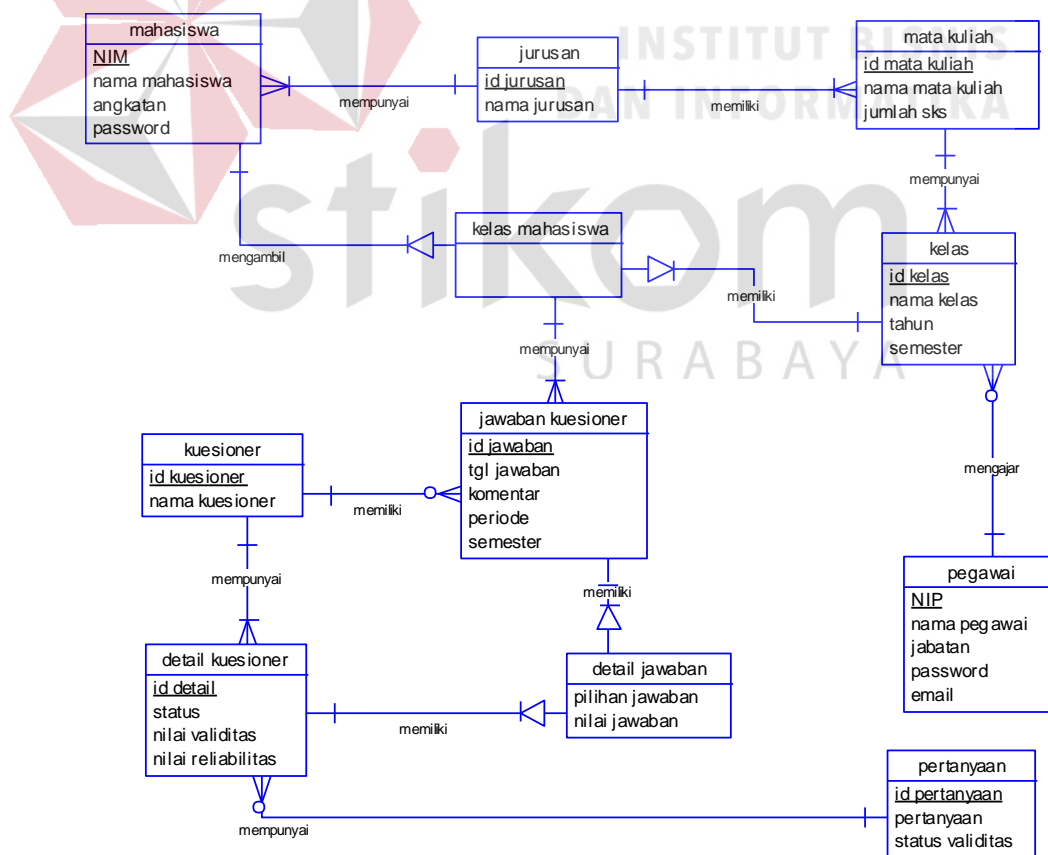 mahasiswa
NIM
nama mahasiswa
angkatan
password
mempunyai
jurusan
id jurusan
nama jurusan
memiliki
INSTITUT BISNIS
DAN INFORMATIKA
mata kuliah
id mata kuliah
nama mata kuliah
jumlah sks
mempunyai
stikom
SURABAYA
mengambil
kelas mahasiswa
memiliki
kelas
id kelas
nama kelas
tahun
semester
mempunyai
jawaban kuesioner
id jawaban
tgl jawaban
komentar
periode
semester
kuesioner
id kuesioner
nama kuesioner
memiliki
mengajar
mempunyai
memiliki
pegawai
NIP
nama pegawai
jabatan
password
email
detail kuesioner
id detail
status
nilai validitas
nilai reliabilitas
memiliki
detail jawaban
pilihan jawaban
nilai jawaban
mempunyai
pertanyaan
id pertanyaan
pertanyaan
status validitas